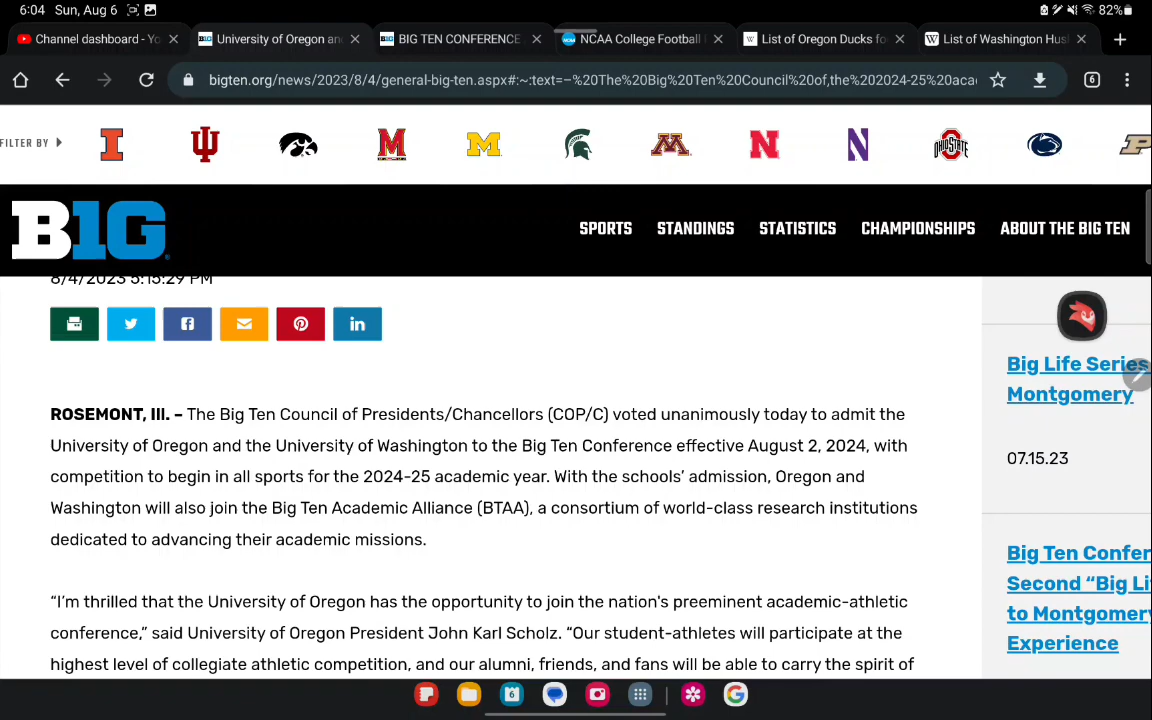 6:04 Sun, Aug 6 82%
Channel dashboard - Yo
University of Oregon an
BIG TEN CONFERENCE
NCAA College Football
List of Oregon Ducks fo
List of Washington Hus
bigten.org/news/2023/8/4/general-big-ten.aspx#:~:text=–%20The%20Big%20Ten%20Council%20of,the%202024-25%20aca
6
FILTER BY
I
M
M
M
N
N
OHIO STATE
P
B1G
SPORTS STANDINGS STATISTICS CHAMPIONSHIPS ABOUT THE BIG TEN
8/4/2023 5:15:29 PM
ROSEMONT, Ill. – The Big Ten Council of Presidents/Chancellors (COP/C) voted unanimously today to admit the
University of Oregon and the University of Washington to the Big Ten Conference effective August 2, 2024, with
competition to begin in all sports for the 2024-25 academic year. With the schools’ admission, Oregon and
Washington will also join the Big Ten Academic Alliance (BTAA), a consortium of world-class research institutions
dedicated to advancing their academic missions.
“I’m thrilled that the University of Oregon has the opportunity to join the nation's preeminent academic-athletic
conference,” said University of Oregon President John Karl Scholz. “Our student-athletes will participate at the
highest level of collegiate athletic competition, and our alumni, friends, and fans will be able to carry the spirit of
Big Life Series
Montgomery
07.15.23
Big Ten Confer
Second “Big Li
to Montgomery
Experience
6